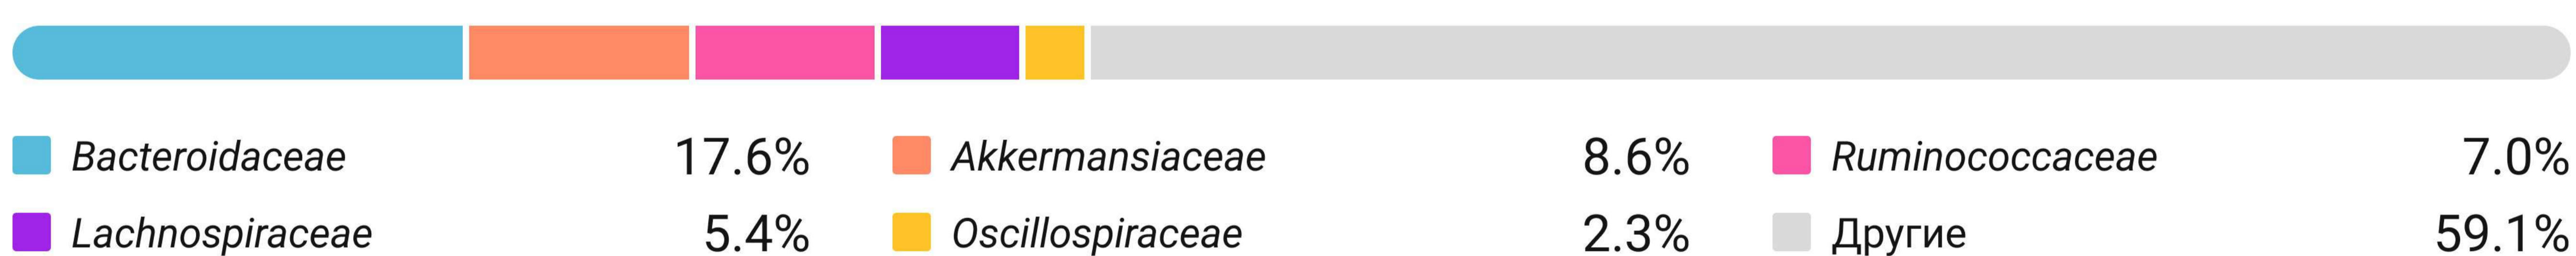 Bacteroidaceae 17.6% Akkermansiaceae 8.6% Ruminococcaceae 7.0%
Lachnospiraceae 5.4% Oscillospiraceae 2.3% Другие 59.1%